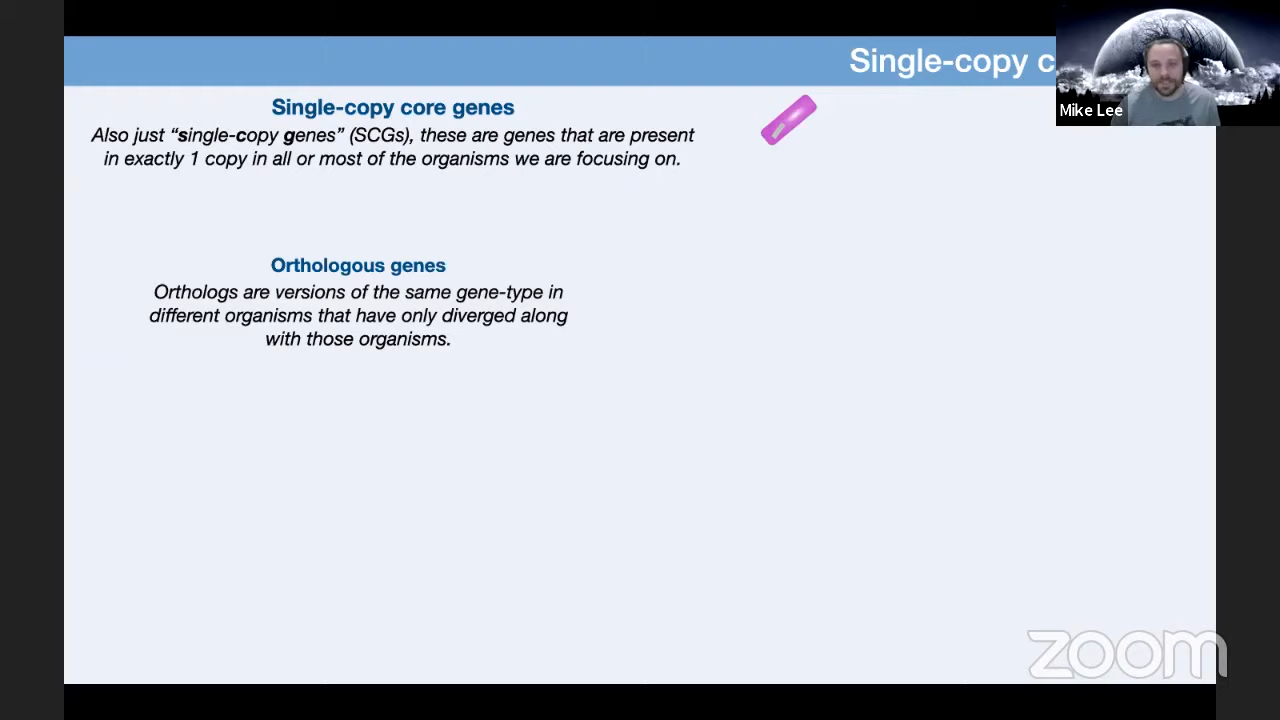 Single-copy c
Mike Lee
Single-copy core genes
Also just “single-copy genes” (SCGs), these are genes that are present
in exactly 1 copy in all or most of the organisms we are focusing on.
Orthologous genes
Orthologs are versions of the same gene-type in
different organisms that have only diverged along
with those organisms.
zoom